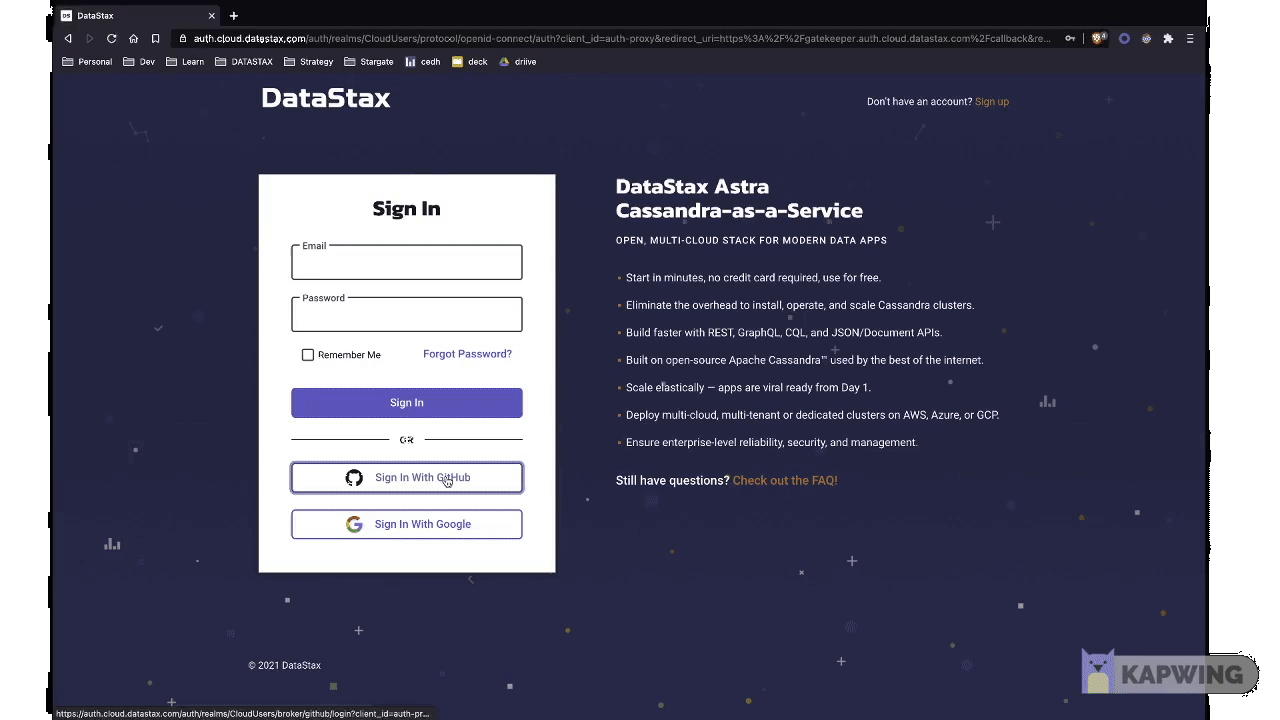 DataStax
auth.cloud.datastax.com/auth/realms/CloudUsers/protocol/openid-connect/auth?client_id=auth-proxy&redirect_uri=https%3A%2F%2Fgatekeeper.auth.cloud.datastax.com%2Fcallback&re...
4
Personal Dev Learn DATASTAX Strategy Stargate cedh deck driive
DataStax
Don't have an account? Sign up
Sign In
Email
Password
Remember Me Forgot Password?
Sign In
OR
Sign In With GitHub
Sign In With Google
DataStax Astra
Cassandra-as-a-Service
OPEN, MULTI-CLOUD STACK FOR MODERN DATA APPS
Start in minutes, no credit card required, use for free.
Eliminate the overhead to install, operate, and scale Cassandra clusters.
Build faster with REST, GraphQL, CQL, and JSON/Document APIs.
Built on open-source Apache Cassandra™ used by the best of the internet.
Scale elastically — apps are viral ready from Day 1.
Deploy multi-cloud, multi-tenant or dedicated clusters on AWS, Azure, or GCP.
Ensure enterprise-level reliability, security, and management.
Still have questions? Check out the FAQ!
© 2021 DataStax
KAPWING
https://auth.cloud.datastax.com/auth/realms/CloudUsers/broker/github/login?client_id=auth-pr...